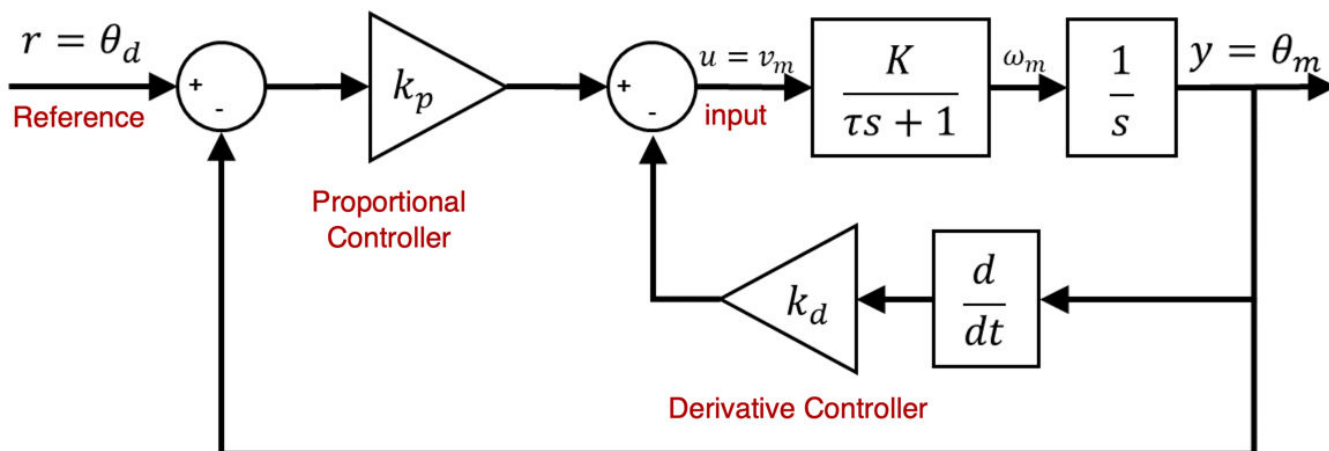 r = θ_d
Reference
+
-
k_p
Proportional
Controller
+
-
u = v_m
input
K
τs + 1
ω_m
1
s
y = θ_m
k_d
d
dt
Derivative Controller